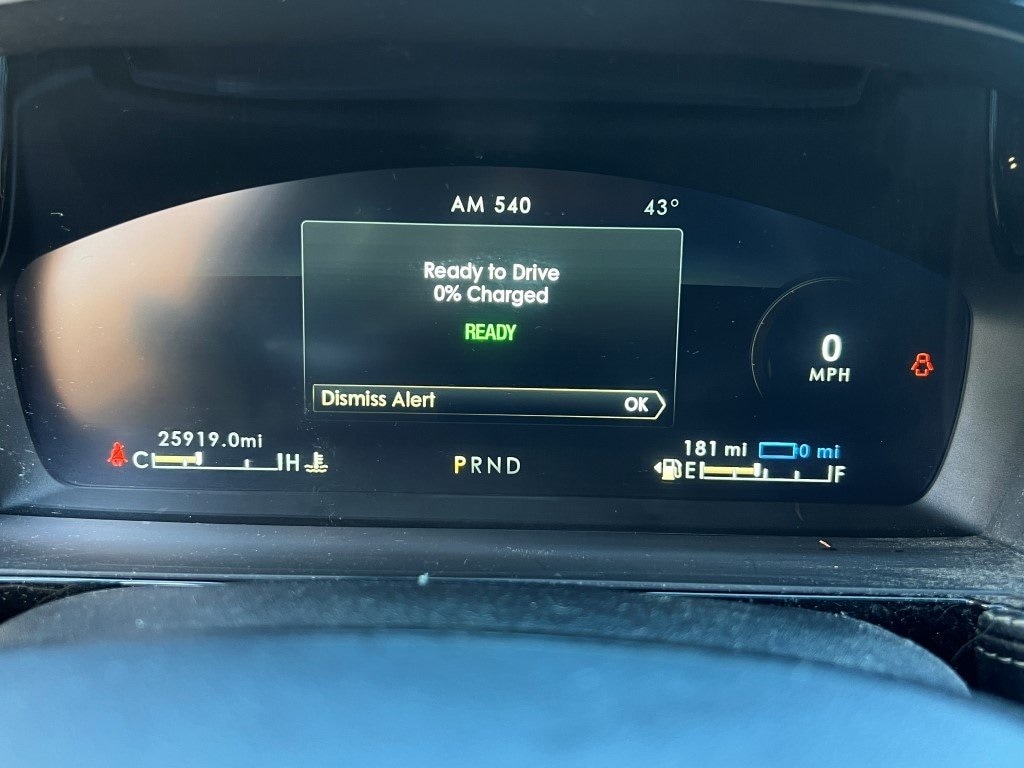 AM 540 43°
Ready to Drive
0% Charged
READY
Dismiss Alert OK
0
MPH
25919.0mi
C H
PRND
181 mi 0 mi
E F